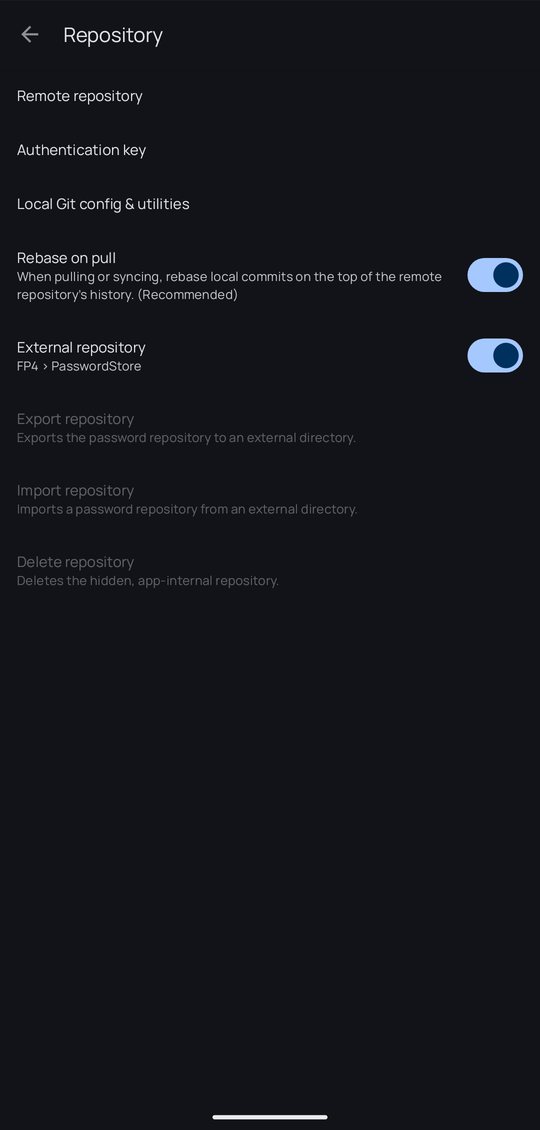 Repository
Remote repository
Authentication key
Local Git config & utilities
Rebase on pull
When pulling or syncing, rebase local commits on the top of the remote
repository's history. (Recommended)
External repository
FP4 > PasswordStore
Export repository
Exports the password repository to an external directory.
Import repository
Imports a password repository from an external directory.
Delete repository
Deletes the hidden, app-internal repository.